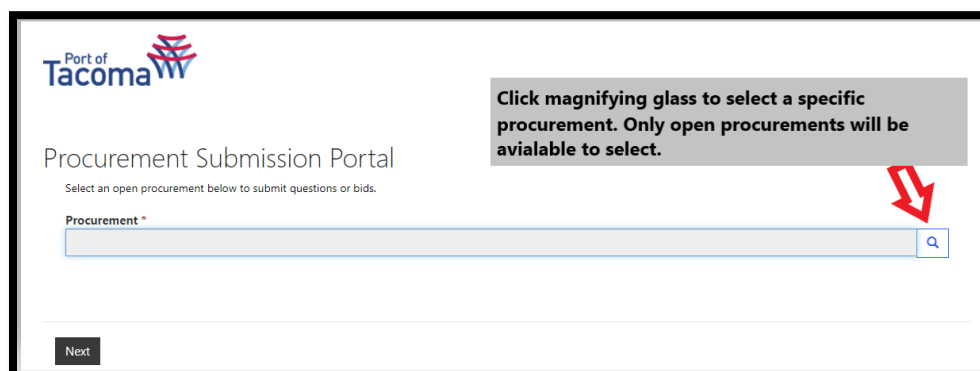 Port of
Tacoma
Click magnifying glass to select a specific
procurement. Only open procurements will be
avialable to select.
Procurement Submission Portal
Select an open procurement below to submit questions or bids.
Procurement *
Next